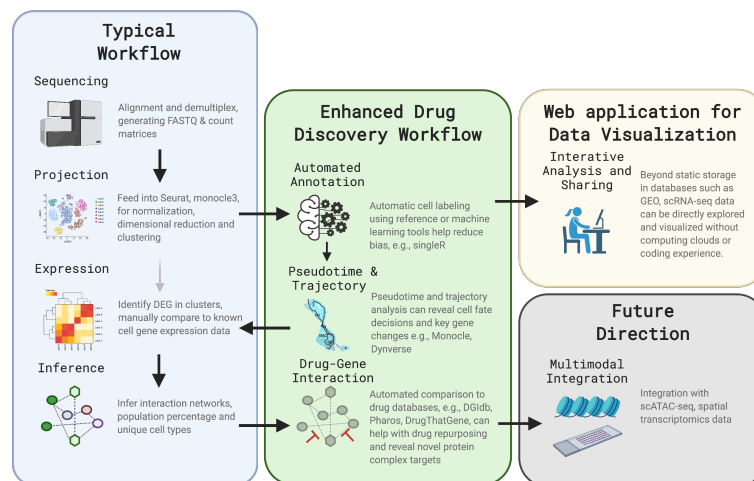 Typical
Workflow
Sequencing
Alignment and demultiplex,
generating FASTQ & count
matrices
Projection
Feed into Seurat, monocle3,
for normalization,
dimensional reduction and
clustering
Expression
Identify DEG in clusters,
manually compare to known
cell gene expression data
Inference
Infer interaction networks,
population percentage and
unique cell types
Enhanced Drug
Discovery Workflow
Automated
Annotation
Automatic cell labeling
using reference or machine
learning tools help reduce
bias, e.g., singleR
Pseudotime &
Trajectory
Pseudotime and trajectory
analysis can reveal cell fate
decisions and key gene
changes e.g., Monocle,
Dynverse
Drug-Gene
Interaction
Automated comparison to
drug databases, e.g., DGIdb,
Pharos, DrugThatGene, can
help with drug repurposing
and reveal novel protein
complex targets
Web application for
Data Visualization
Interative
Analysis and
Sharing
Beyond static storage
in databases such as
GEO, scRNA-seq data
can be directly explored
and visualized without
computing clouds or
coding experience.
Future
Direction
Multimodal
Integration
Integration with
scATAC-seq, spatial
transcriptomics data